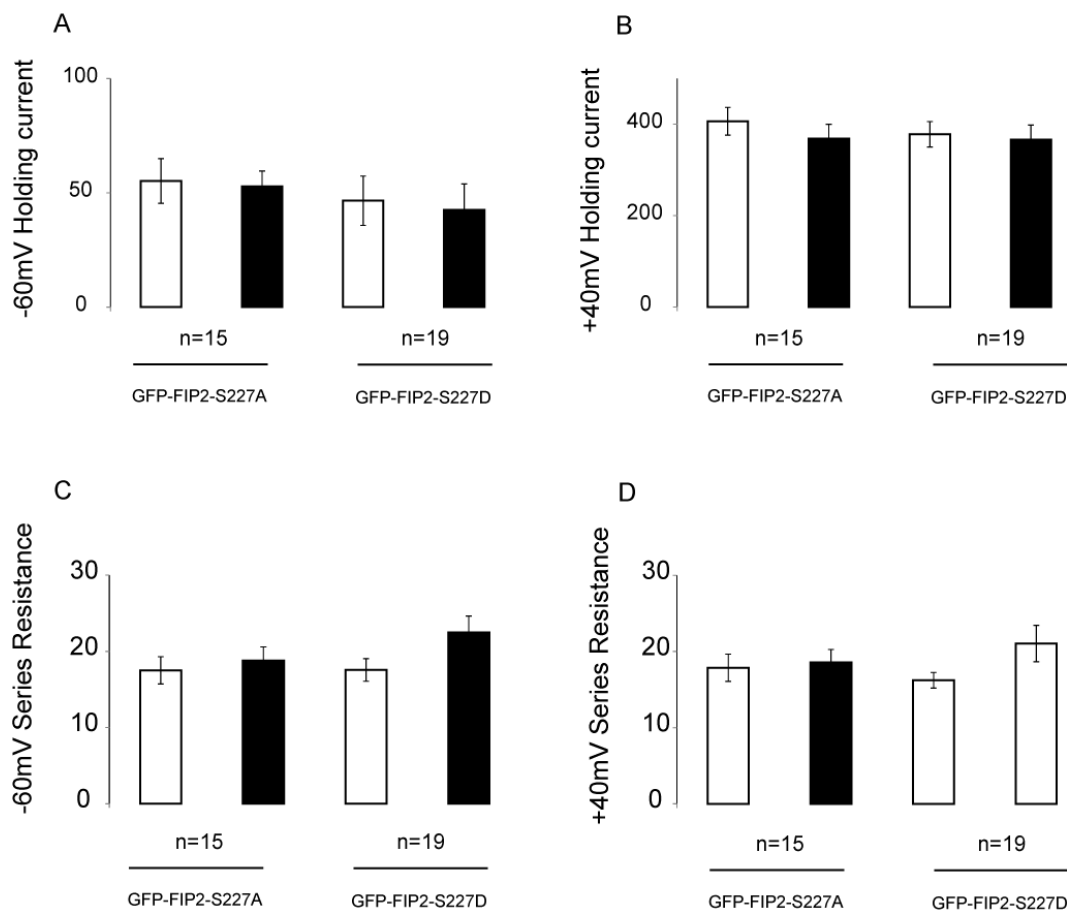 A
-60mV Holding current
100
50
0
n=15
n=19
GFP-FIP2-S227A
GFP-FIP2-S227D
B
+40mV Holding current
400
200
0
n=15
n=19
GFP-FIP2-S227A
GFP-FIP2-S227D
C
-60mV Series Resistance
30
20
10
0
n=15
n=19
GFP-FIP2-S227A
GFP-FIP2-S227D
D
+40mV Series Resistance
30
20
10
0
n=15
n=19
GFP-FIP2-S227A
GFP-FIP2-S227D